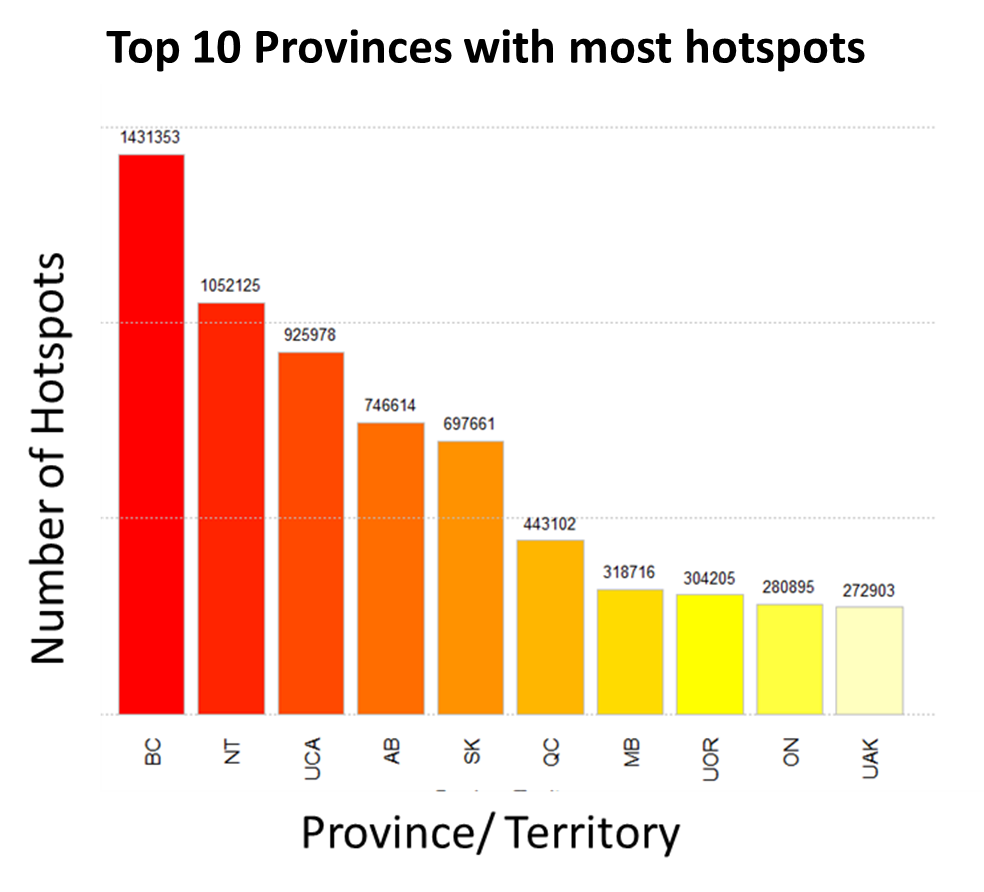 Top 10 Provinces with most hotspots
1431353
1052125
925978
746614
697661
443102
318716
304205
280895
272903
Number of Hotspots
BC
NT
UCA
AB
SK
QC
MB
UOR
ON
UAK
Province/ Territory